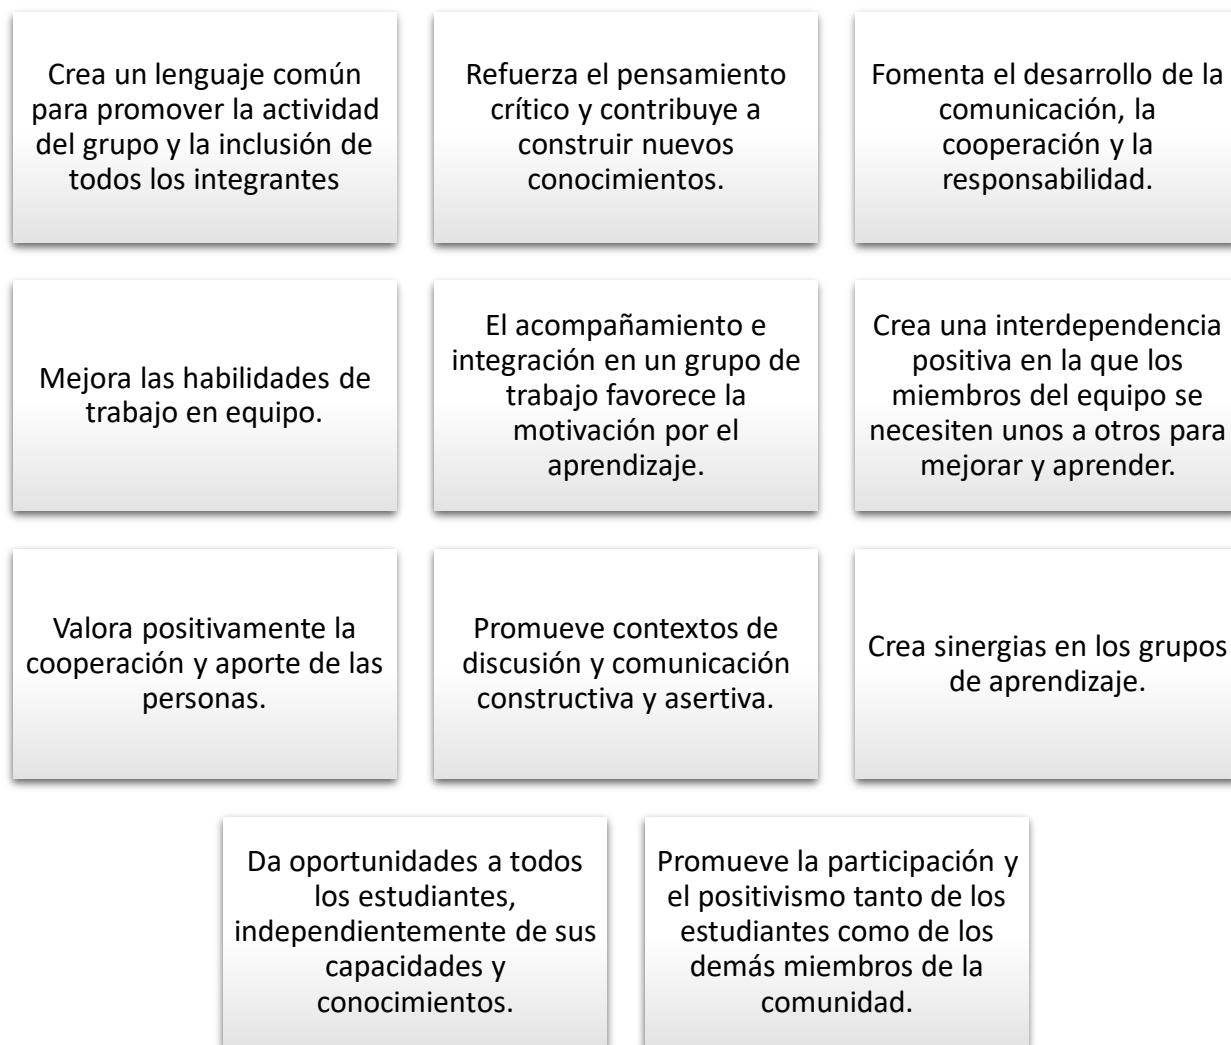 Crea un lenguaje común
para promover la actividad
del grupo y la inclusión de
todos los integrantes
Refuerza el pensamiento
crítico y contribuye a
construir nuevos
conocimientos.
Fomenta el desarrollo de la
comunicación, la
cooperación y la
responsabilidad.
Mejora las habilidades de
trabajo en equipo.
El acompañamiento e
integración en un grupo de
trabajo favorece la
motivación por el
aprendizaje.
Crea una interdependencia
positiva en la que los
miembros del equipo se
necesiten unos a otros para
mejorar y aprender.
Valora positivamente la
cooperación y aporte de las
personas.
Promueve contextos de
discusión y comunicación
constructiva y asertiva.
Crea sinergias en los grupos
de aprendizaje.
Da oportunidades a todos
los estudiantes,
independientemente de sus
capacidades y
conocimientos.
Promueve la participación y
el positivismo tanto de los
estudiantes como de los
demás miembros de la
comunidad.